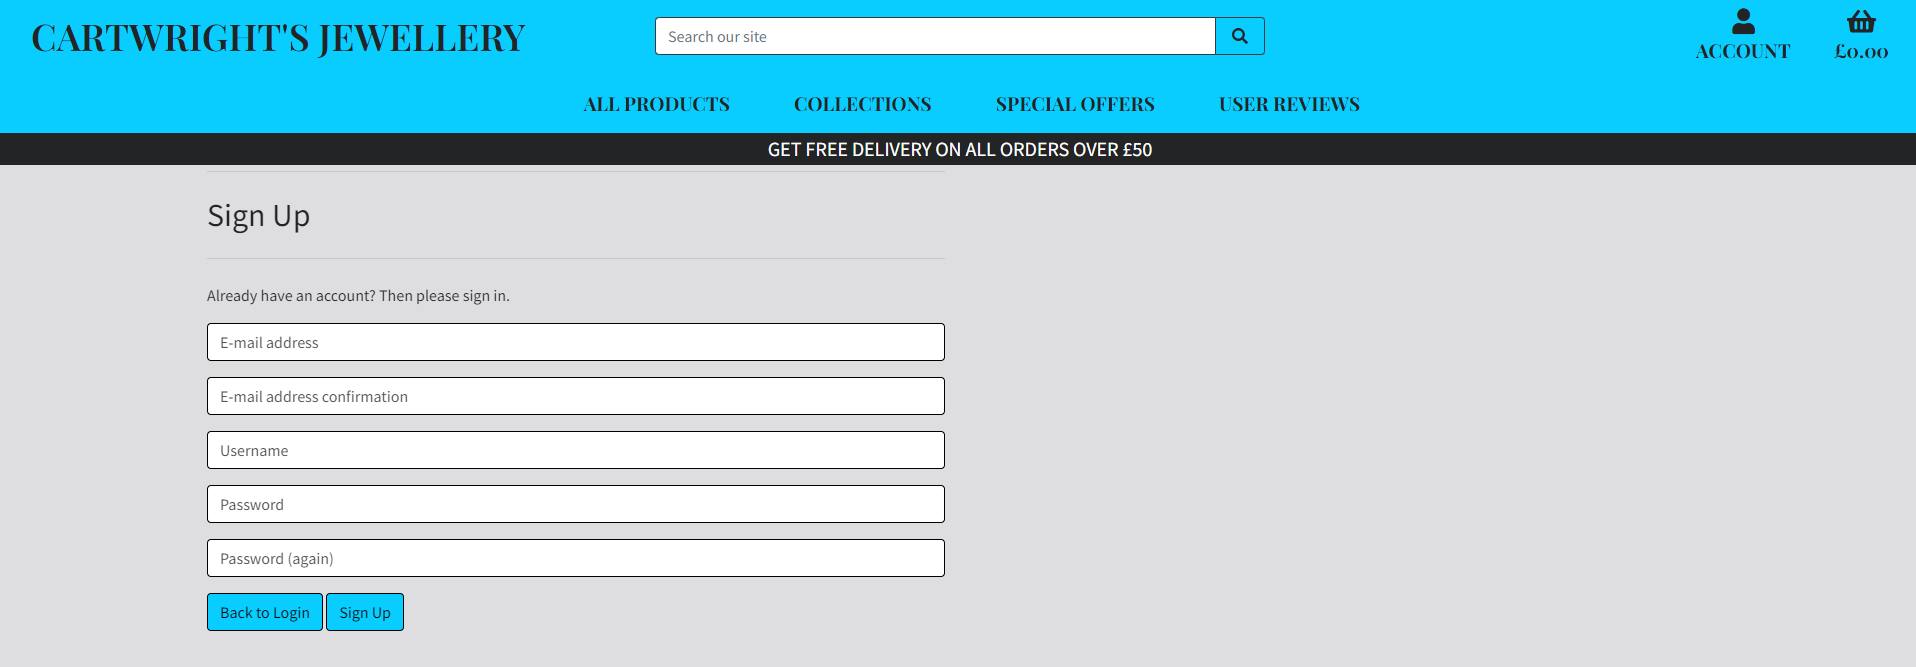 CARTWRIGHT'S JEWELLERY
Search our site
ACCOUNT
£0.00
ALL PRODUCTS COLLECTIONS SPECIAL OFFERS USER REVIEWS
GET FREE DELIVERY ON ALL ORDERS OVER £50
Sign Up
Already have an account? Then please sign in.
E-mail address
E-mail address confirmation
Username
Password
Password (again)
Back to Login Sign Up